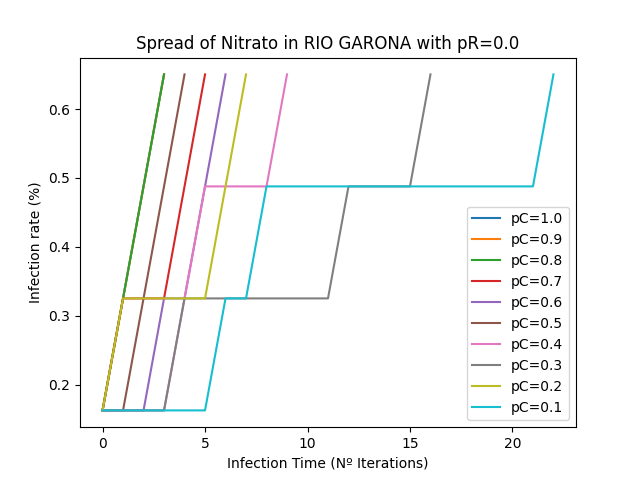 Spread of Nitrato in RIO GARONA with pR=0.0
Infection rate (%)
0.6
0.5
0.4
0.3
0.2
0
5
10
15
20
Infection Time (Nº Iterations)
pC=1.0
pC=0.9
pC=0.8
pC=0.7
pC=0.6
pC=0.5
pC=0.4
pC=0.3
pC=0.2
pC=0.1